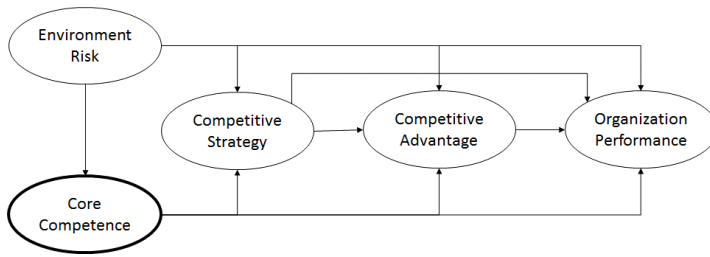 Environment
Risk
Competitive
Strategy
Competitive
Advantage
Organization
Performance
Core
Competence